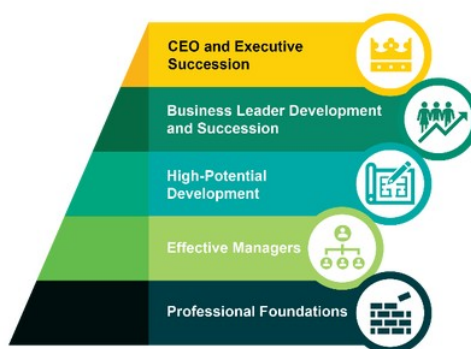 CEO and Executive
Succession
Business Leader Development
and Succession
High-Potential
Development
Effective Managers
Professional Foundations